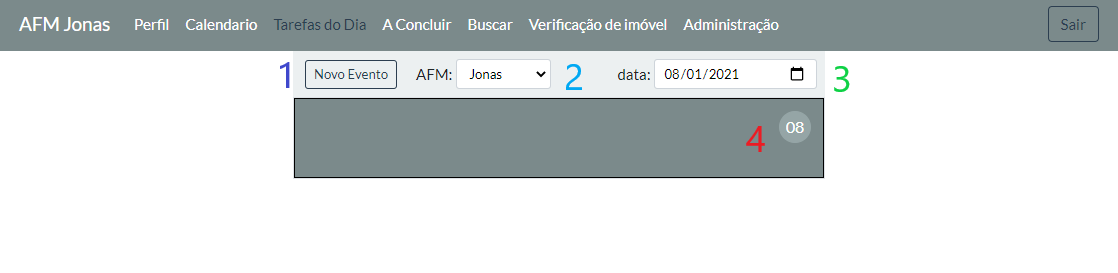 AFM Jonas Perfil Calendario Tarefas do Dia A Concluir Buscar Verificação de imóvel Administração Sair
1 Novo Evento AFM: Jonas 2 data: 08/01/2021 3
4 08